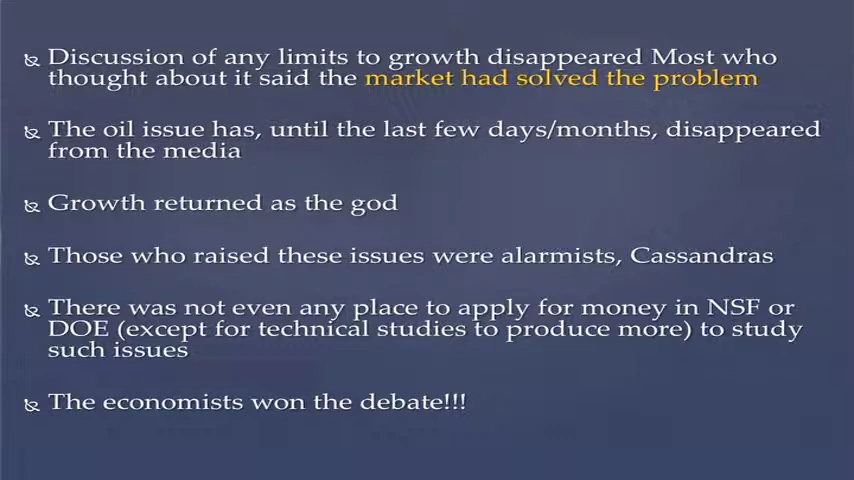 Discussion of any limits to growth disappeared Most who
thought about it said the market had solved the problem
The oil issue has, until the last few days/months, disappeared
from the media
Growth returned as the god
Those who raised these issues were alarmists, Cassandras
There was not even any place to apply for money in NSF or
DOE (except for technical studies to produce more) to study
such issues
The economists won the debate!!!